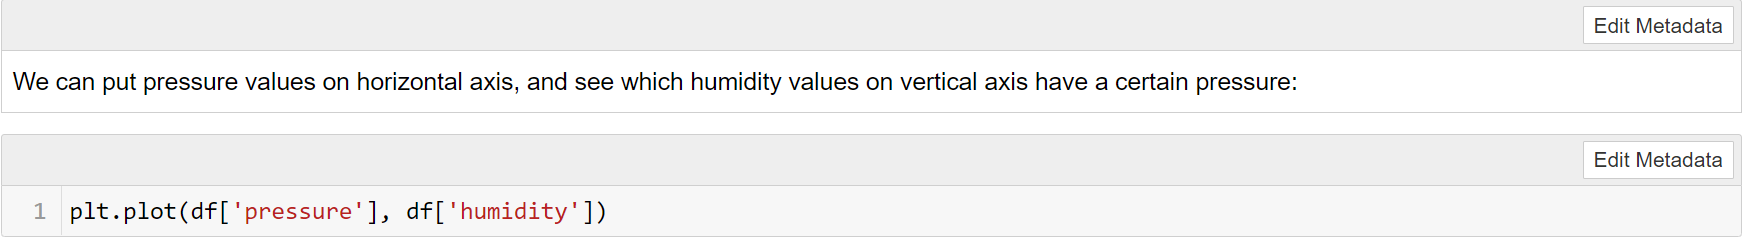 Edit Metadata
We can put pressure values on horizontal axis, and see which humidity values on vertical axis have a certain pressure:
Edit Metadata
1 plt.plot(df['pressure'], df['humidity'])